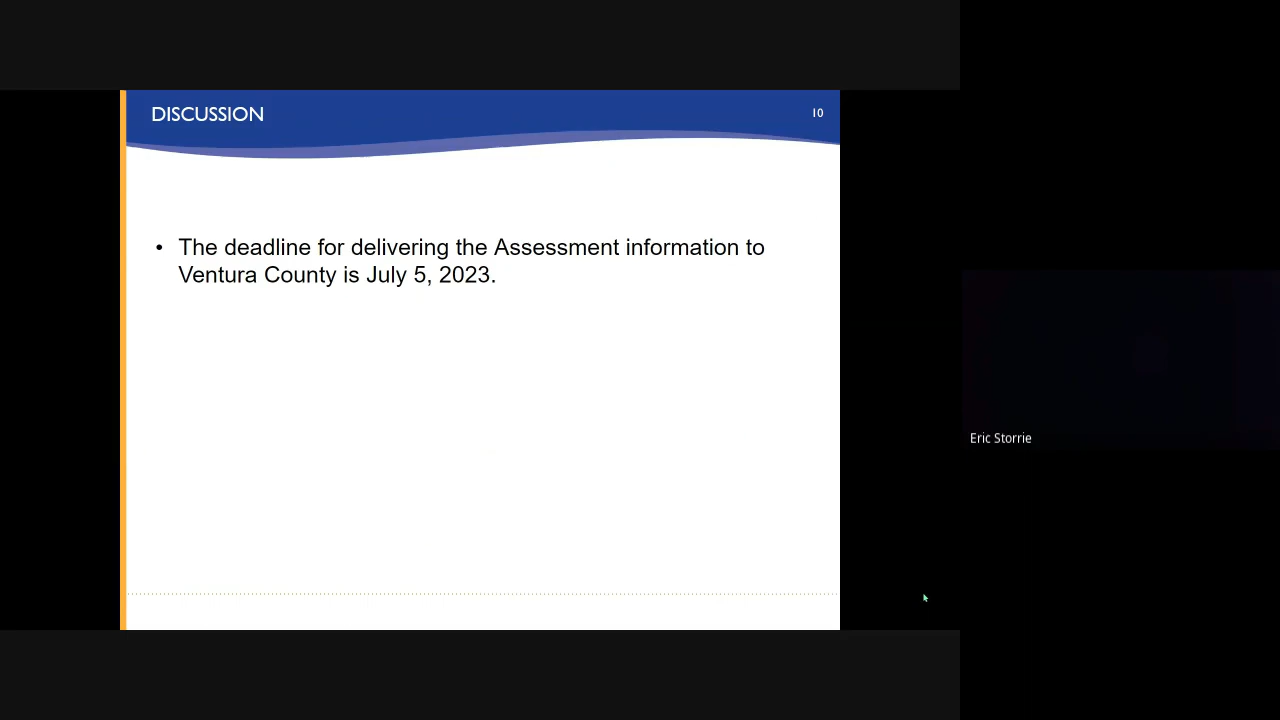 DISCUSSION
10
• The deadline for delivering the Assessment information to
Ventura County is July 5, 2023.
Eric Storrie